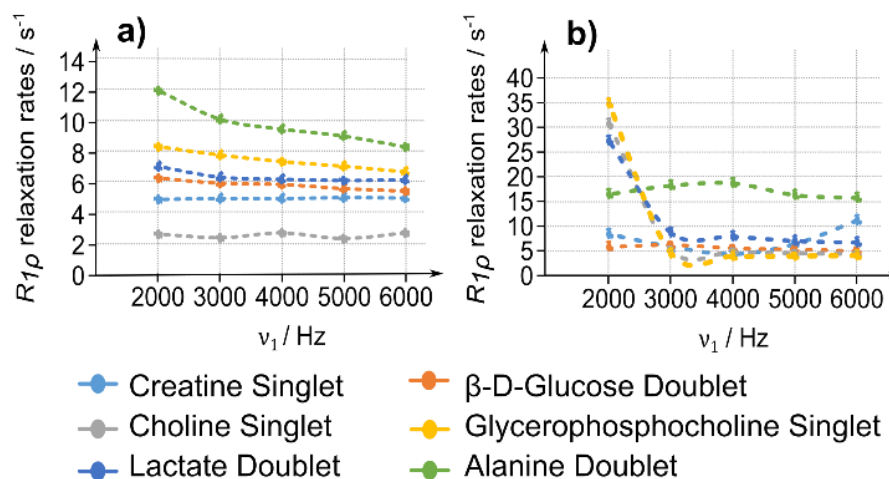 a)
R1ρ relaxation rates / s-1
14
12
10
8
6
4
2
0
2000 3000 4000 5000 6000
ν1 / Hz
b)
R1ρ relaxation rates / s-1
40
35
30
25
20
15
10
5
0
2000 3000 4000 5000 6000
ν1 / Hz
Creatine Singlet
β-D-Glucose Doublet
Choline Singlet
Glycerophosphocholine Singlet
Lactate Doublet
Alanine Doublet